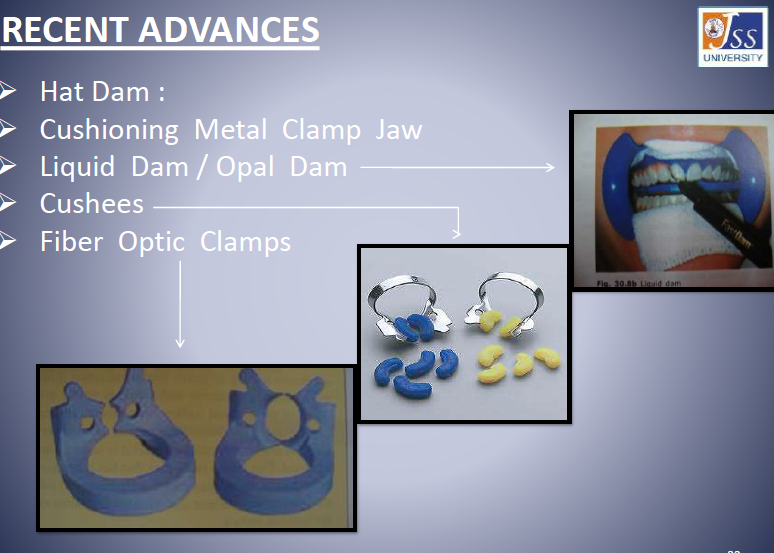 RECENT ADVANCES
JSS
UNIVERSITY
Hat Dam :
Cushioning Metal Clamp Jaw
Liquid Dam / Opal Dam
Cushees
Fiber Optic Clamps
Fig. 30.8b Liquid dam